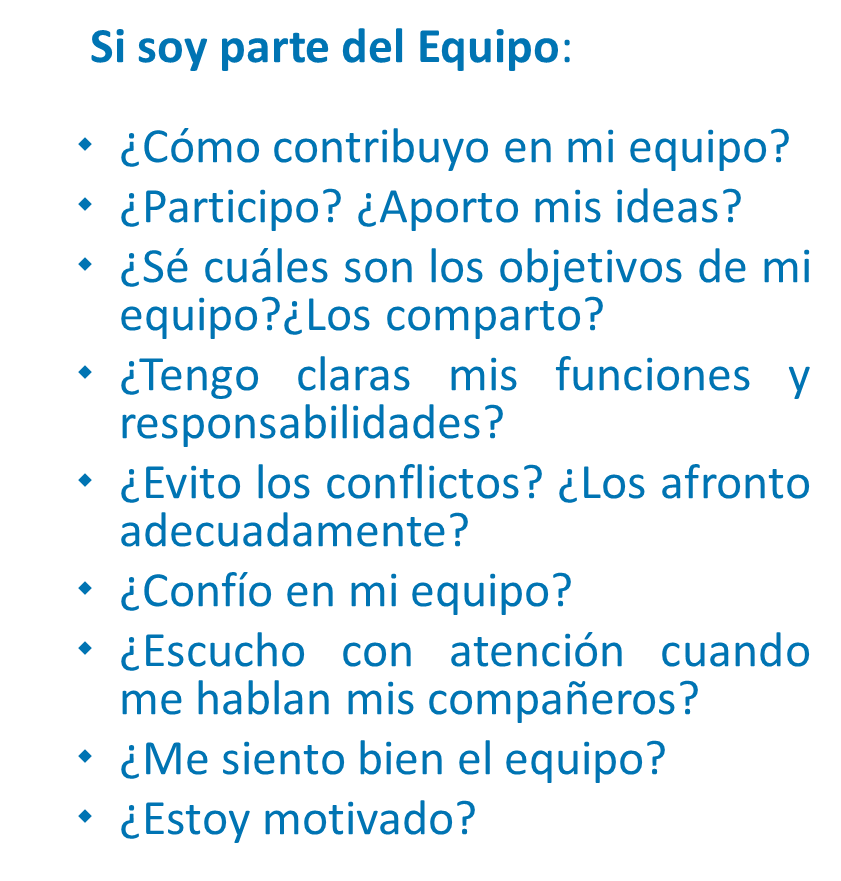 Si soy parte del Equipo:
¿Cómo contribuyo en mi equipo?
¿Participo? ¿Aporto mis ideas?
¿Sé cuáles son los objetivos de mi
equipo?¿Los comparto?
¿Tengo claras mis funciones y
responsabilidades?
¿Evito los conflictos? ¿Los afronto
adecuadamente?
¿Confío en mi equipo?
¿Escucho con atención cuando
me hablan mis compañeros?
¿Me siento bien el equipo?
¿Estoy motivado?